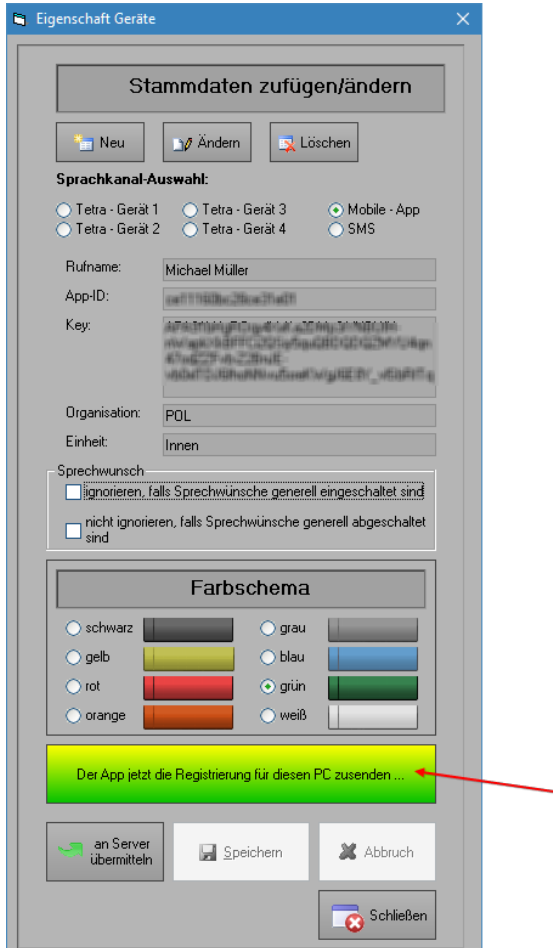 Eigenschaft Geräte
Stammdaten zufügen/ändern
Neu Ändern Löschen
Sprachkanal-Auswahl:
Tetra - Gerät 1 Tetra - Gerät 3 Mobile - App
Tetra - Gerät 2 Tetra - Gerät 4 SMS
Rufname: Michael Müller
App-ID:
Key:
Organisation: POL
Einheit: Innen
Sprechwunsch
ignorieren, falls Sprechwünsche generell eingeschaltet sind
nicht ignorieren, falls Sprechwünsche generell abgeschaltet
sind
Farbschema
schwarz grau
gelb blau
rot grün
orange weiß
Der App jetzt die Registrierung für diesen PC zusenden ...
an Server
übermitteln Speichern Abbruch
Schließen